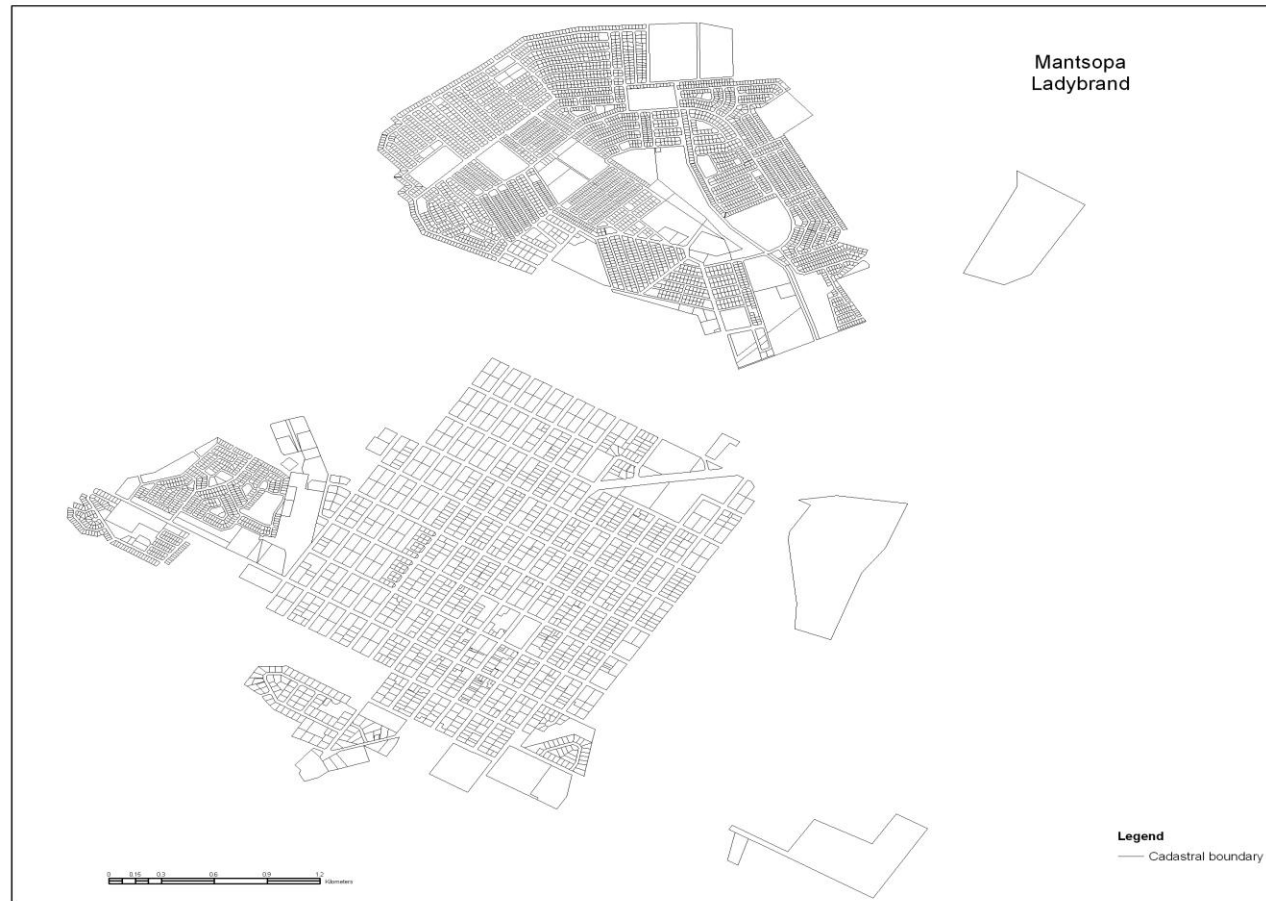 Mantsopa
Ladybrand
Legend
Cadastral boundary
0 0.15 0.3 0.6 0.9 1.2
Kilometers